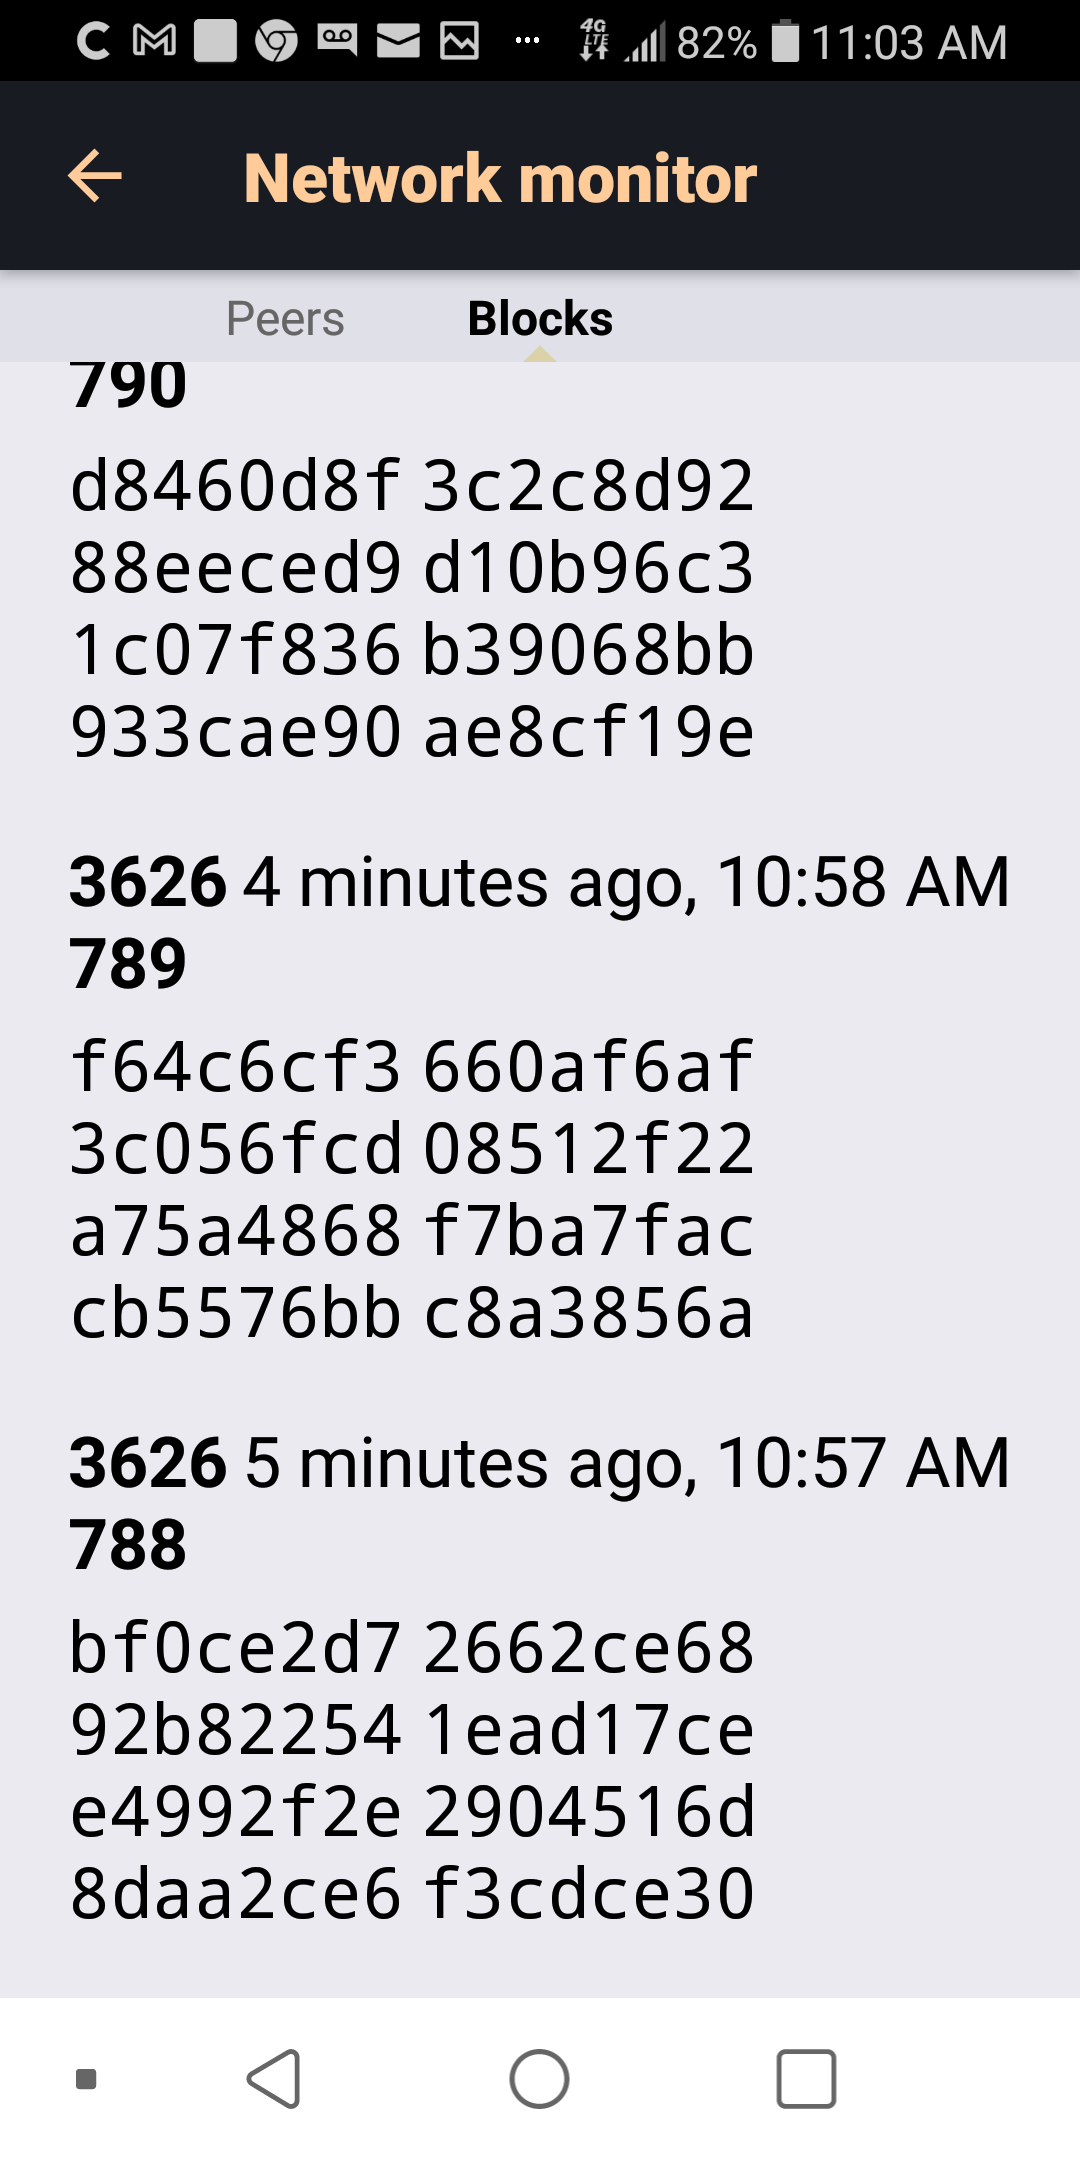 4G LTE 82% 11:03 AM
Network monitor
Peers Blocks
790
d8460d8f 3c2c8d92
88eeced9 d10b96c3
1c07f836 b39068bb
933cae90 ae8cf19e
3626 4 minutes ago, 10:58 AM
789
f64c6cf3 660af6af
3c056fcd 08512f22
a75a4868 f7ba7fac
cb5576bb c8a3856a
3626 5 minutes ago, 10:57 AM
788
bf0ce2d7 2662ce68
92b82254 1ead17ce
e4992f2e 2904516d
8daa2ce6 f3cdce30